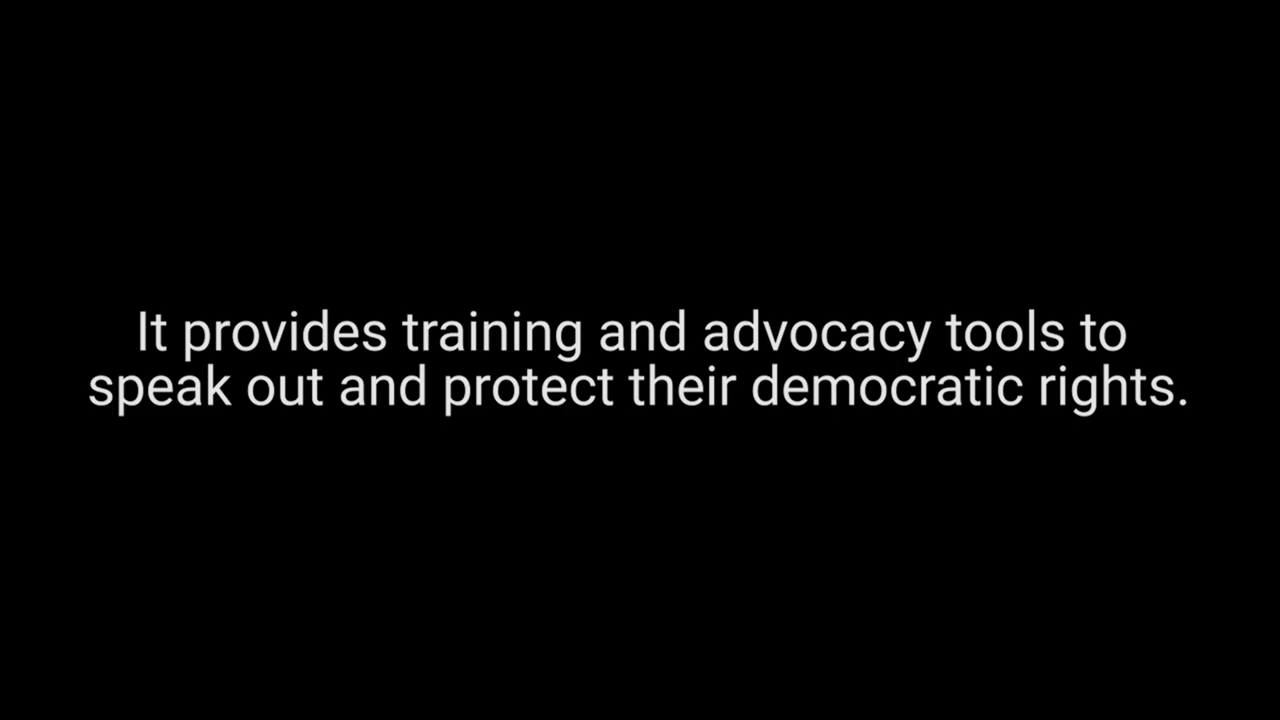 It provides training and advocacy tools to
speak out and protect their democratic rights.